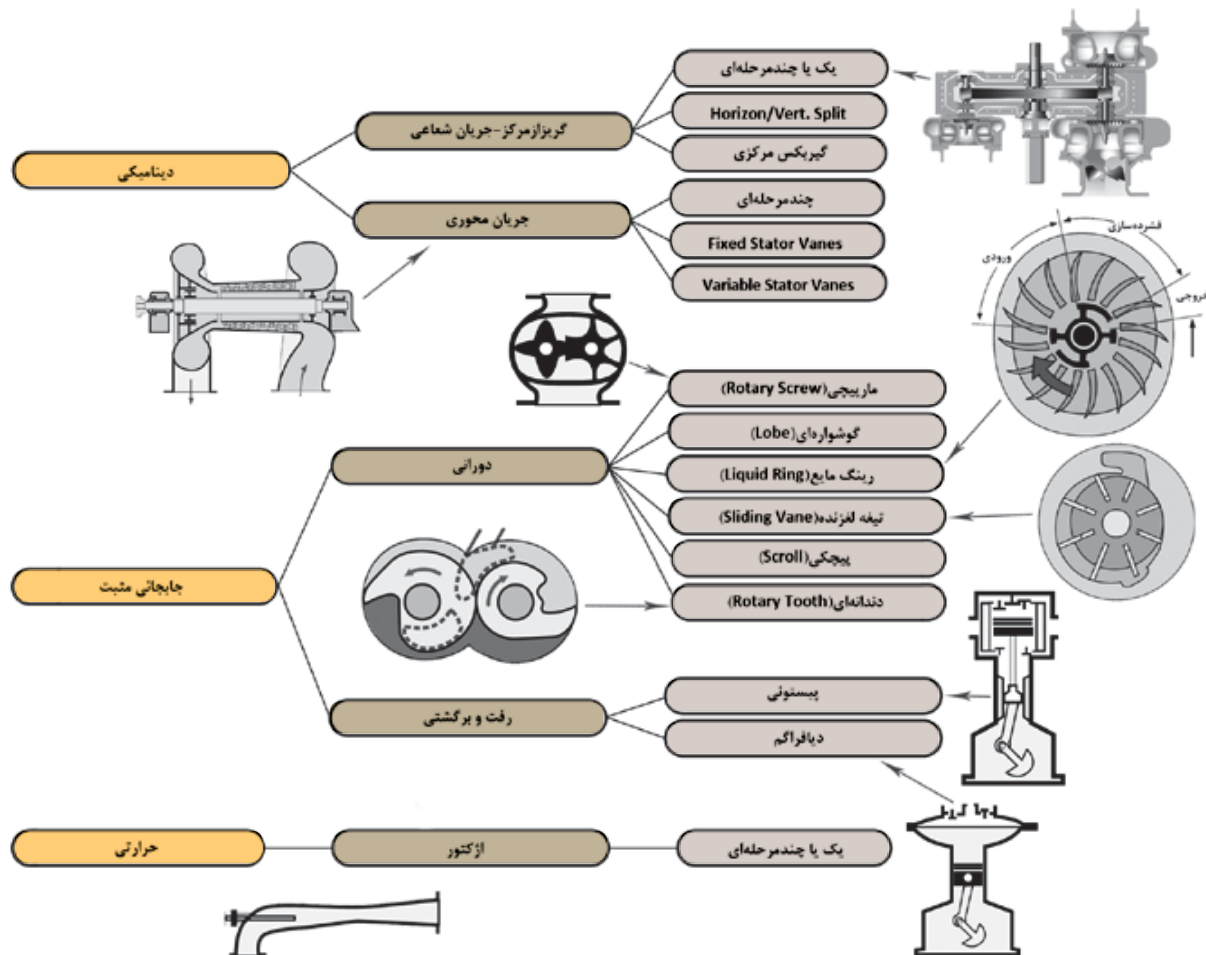 یک یا چندمرحله‌ای
گریزازمرکز-جریان شعاعی
Horizon/Vert. Split
گیربکس مرکزی
دینامیکی
چندمرحله‌ای
جریان محوری
Fixed Stator Vanes
Variable Stator Vanes
فشرده‌سازی
ورودی
خروجی
مارپیچی(Rotary Screw)
گوشواره‌ای(Lobe)
دورانی
رینگ مایع(Liquid Ring)
تیغه لغزنده(Sliding Vane)
پیچکی(Scroll)
جابجائی مثبت
دندانه‌ای(Rotary Tooth)
پیستونی
رفت و برگشتی
دیافراگم
حرارتی
اژکتور
یک یا چندمرحله‌ای